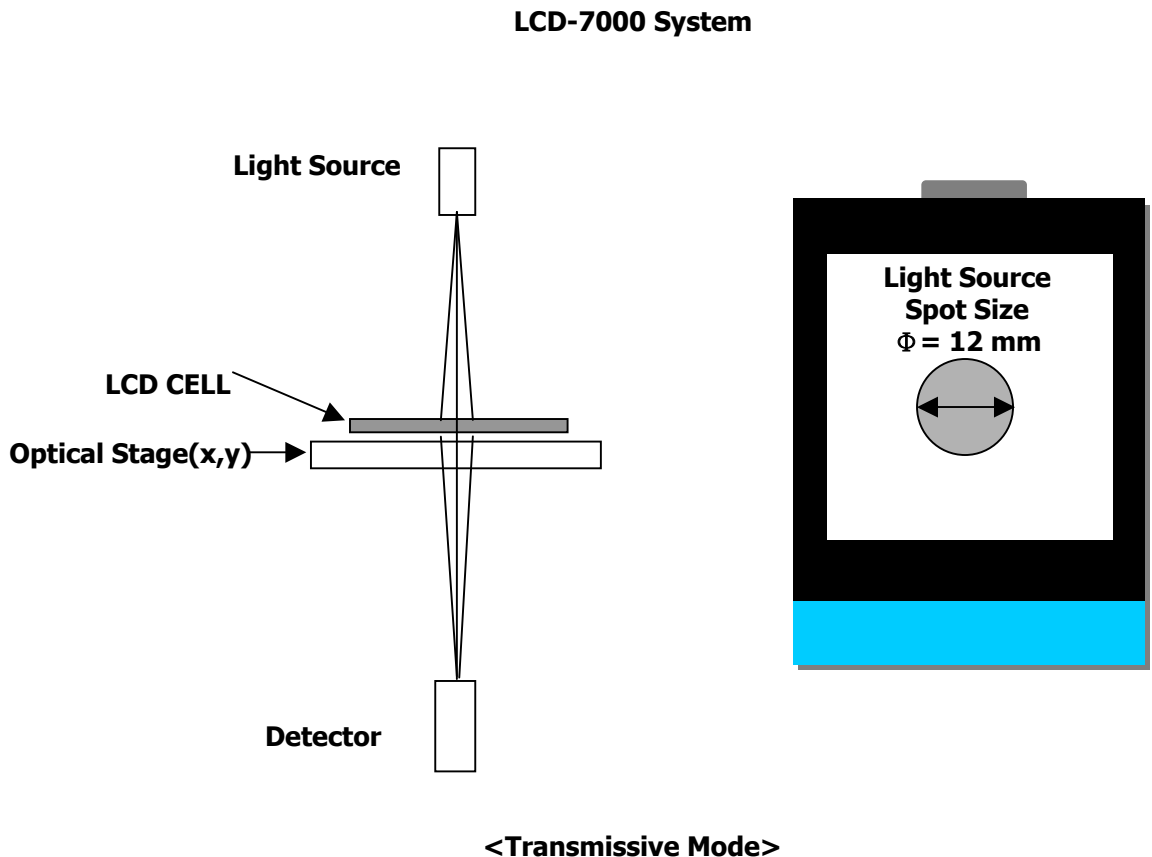 LCD-7000 System
Light Source
LCD CELL
Optical Stage(x,y)
Detector
Light Source
Spot Size
Φ = 12 mm
<Transmissive Mode>